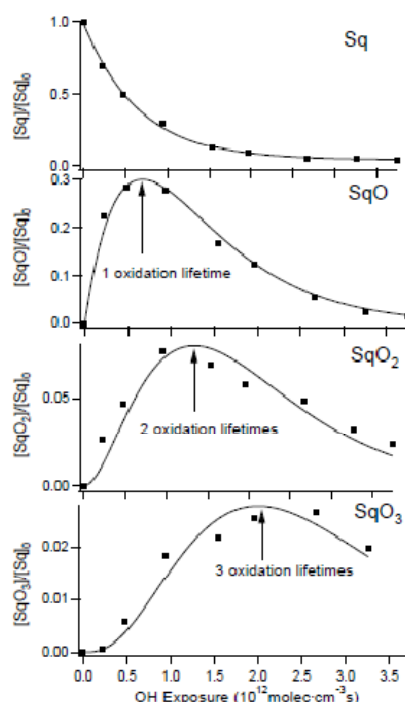 Sq
1.0
0.5
0.0
[Sq]/[Sq]₀
SqO
0.3
0.2
0.1
0.0
[SqO]/[Sq]₀
1 oxidation lifetime
SqO₂
0.05
0.00
[SqO₂]/[Sq]₀
2 oxidation lifetimes
SqO₃
0.02
0.01
0.00
[SqO₃]/[Sq]₀
3 oxidation lifetimes
0.0 0.5 1.0 1.5 2.0 2.5 3.0 3.5
OH Exposure (10¹²molec·cm⁻³s)